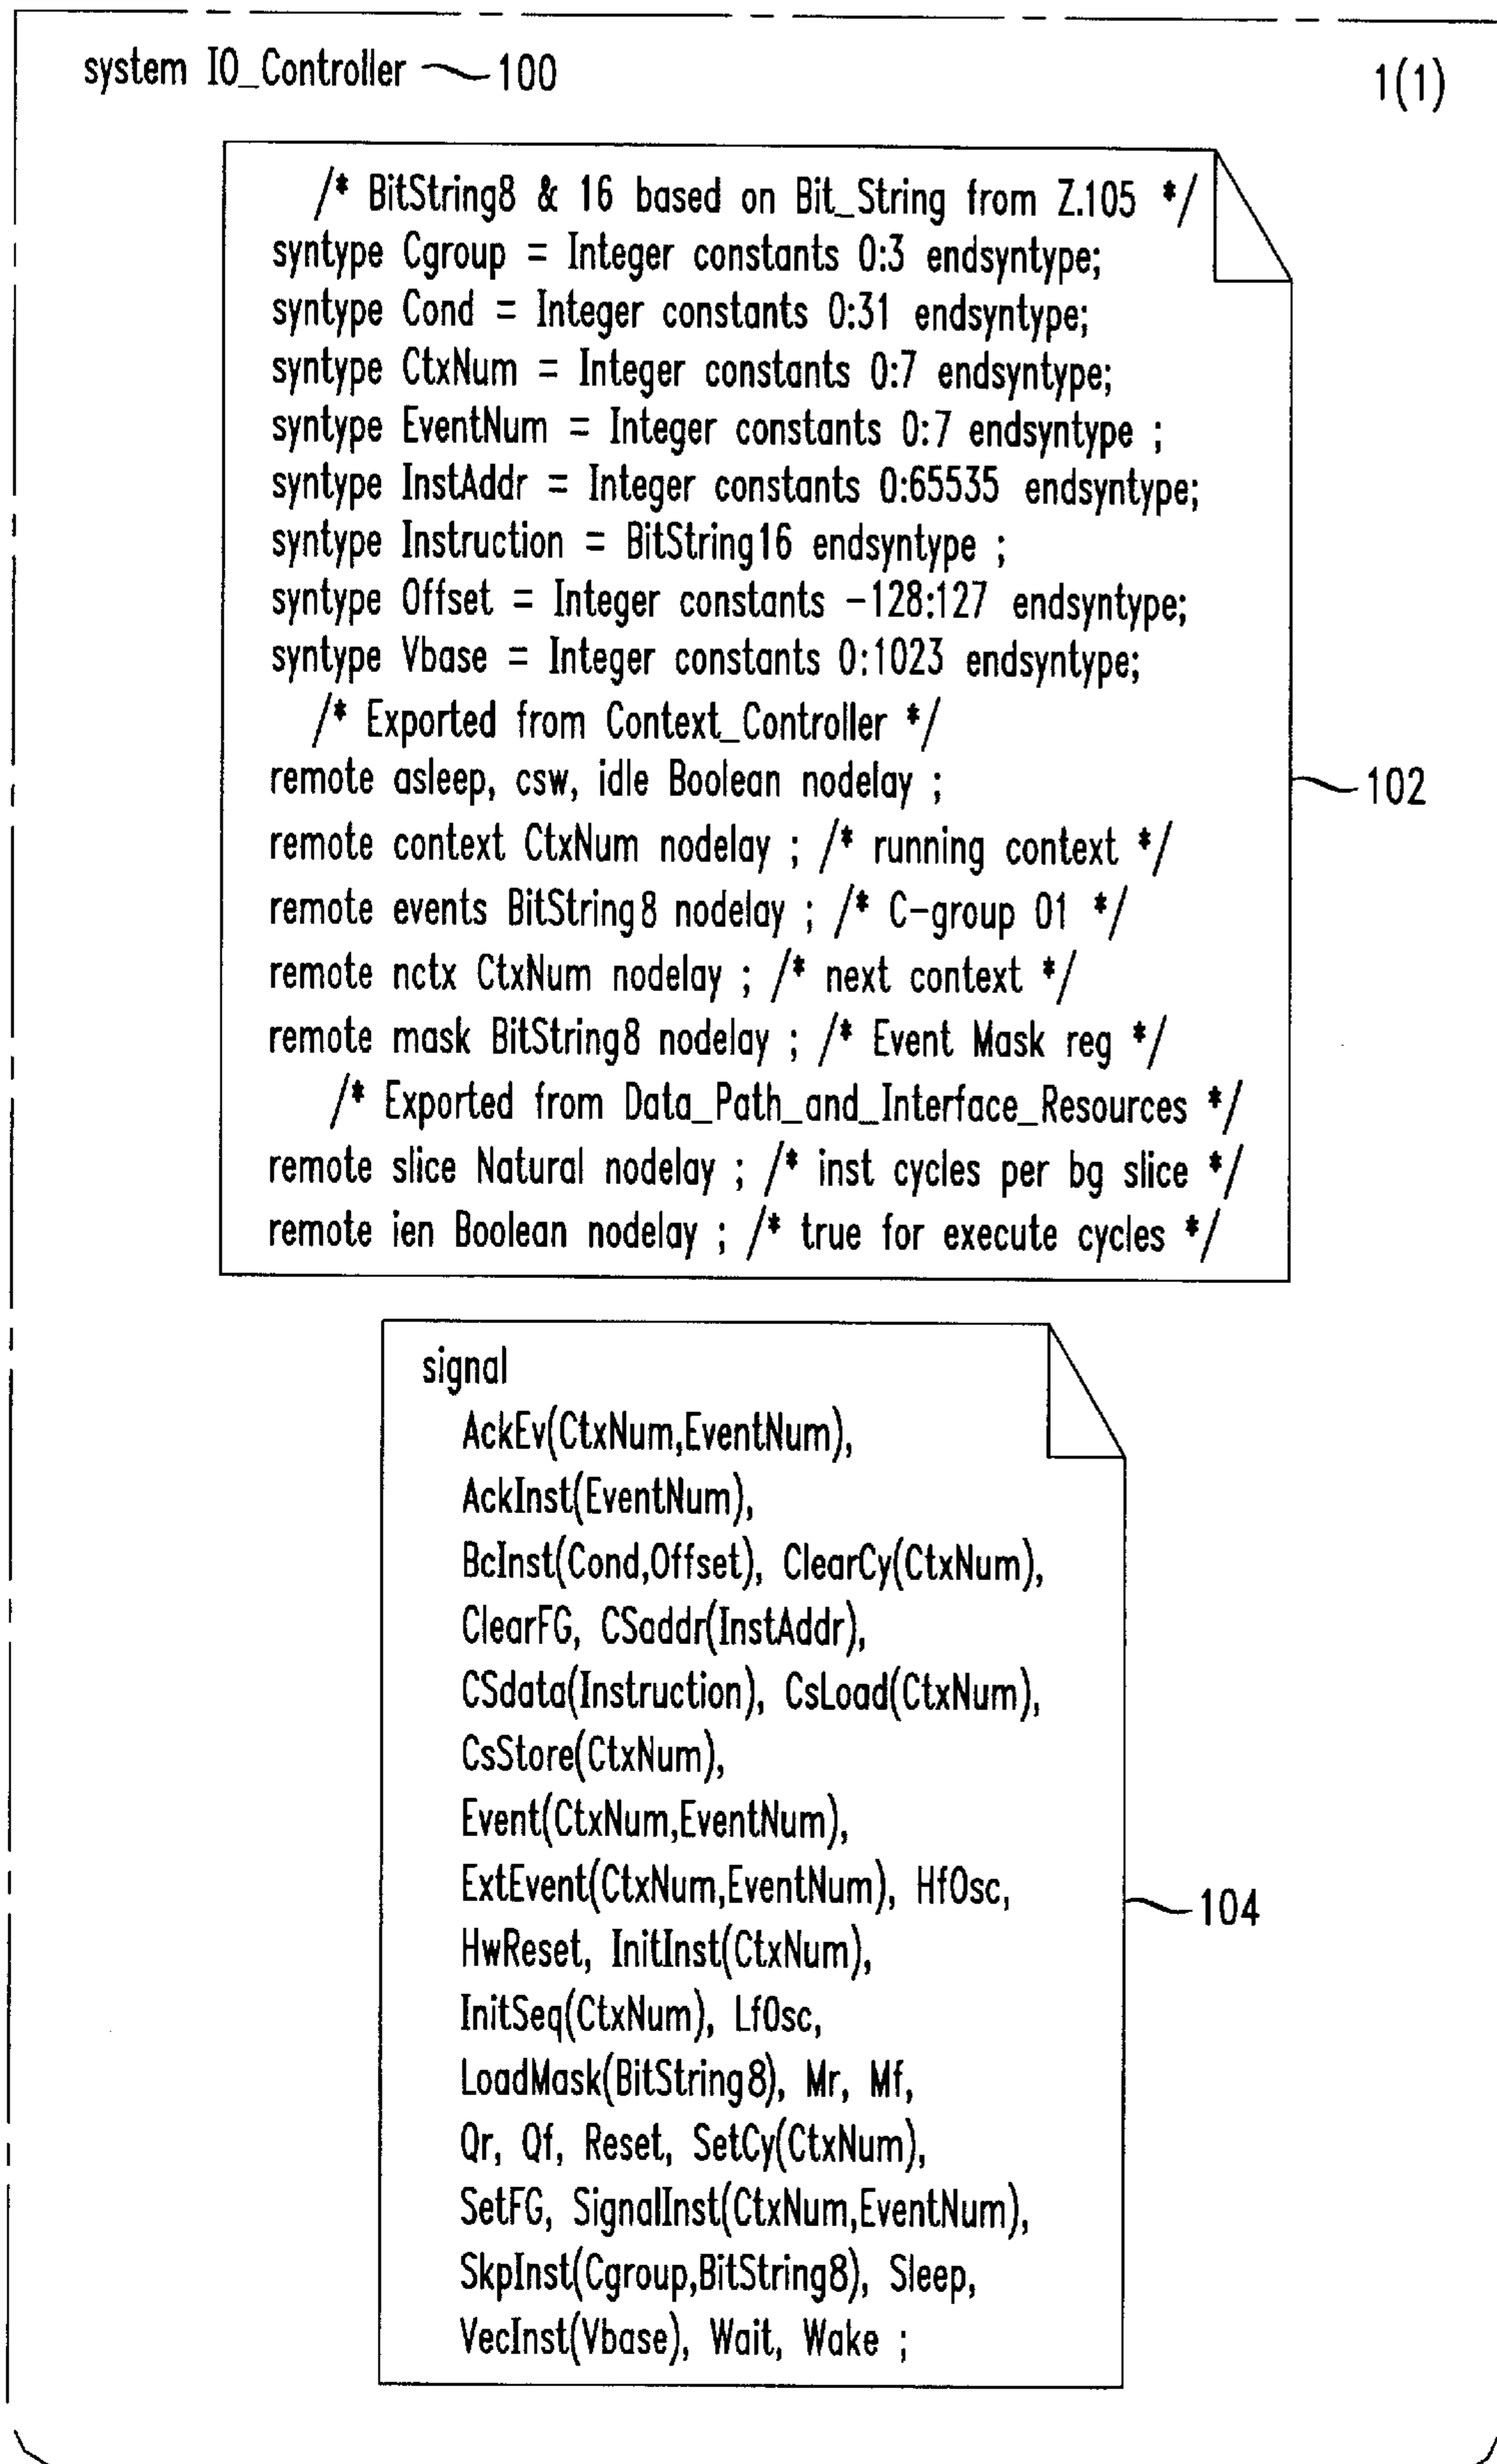 system IO_Controller 100
1(1)
/* BitString8 & 16 based on Bit_String from Z.105 */
syntype Cgroup = Integer constants 0:3 endsyntype;
syntype Cond = Integer constants 0:31 endsyntype;
syntype CtxNum = Integer constants 0:7 endsyntype;
syntype EventNum = Integer constants 0:7 endsyntype ;
syntype InstAddr = Integer constants 0:65535 endsyntype;
syntype Instruction = BitString16 endsyntype ;
syntype Offset = Integer constants -128:127 endsyntype;
syntype Vbase = Integer constants 0:1023 endsyntype;
/* Exported from Context_Controller */
remote asleep, csw, idle Boolean nodelay ;
102
remote context CtxNum nodelay ; /* running context */
remote events BitString8 nodelay ; /* C-group 01 */
remote nctx CtxNum nodelay ; /* next context */
remote mask BitString8 nodelay ; /* Event Mask reg */
/* Exported from Data_Path_and_Interface_Resources */
remote slice Natural nodelay ; /* inst cycles per bg slice */
remote ien Boolean nodelay ; /* true for execute cycles */
signal
AckEv(CtxNum,EventNum),
AckInst(EventNum),
BcInst(Cond,Offset), ClearCy(CtxNum),
ClearFG, CSaddr(InstAddr),
CSdata(Instruction), CsLoad(CtxNum),
CsStore(CtxNum),
Event(CtxNum,EventNum),
ExtEvent(CtxNum,EventNum), HfOsc,
104
HwReset, InitInst(CtxNum),
InitSeq(CtxNum), LfOsc,
LoadMask(BitString8), Mr, Mf,
Qr, Qf, Reset, SetCy(CtxNum),
SetFG, SignalInst(CtxNum,EventNum),
SkpInst(Cgroup,BitString8), Sleep,
VecInst(Vbase), Wait, Wake ;